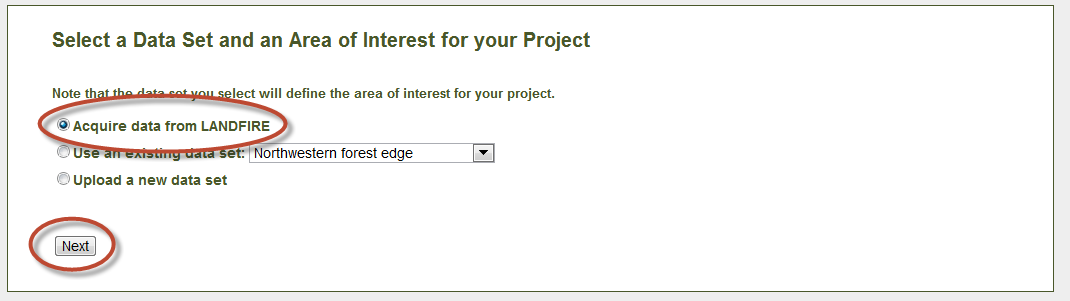 Select a Data Set and an Area of Interest for your Project
Note that the data set you select will define the area of interest for your project.
Acquire data from LANDFIRE
Use an existing data set: Northwestern forest edge
Upload a new data set
Next